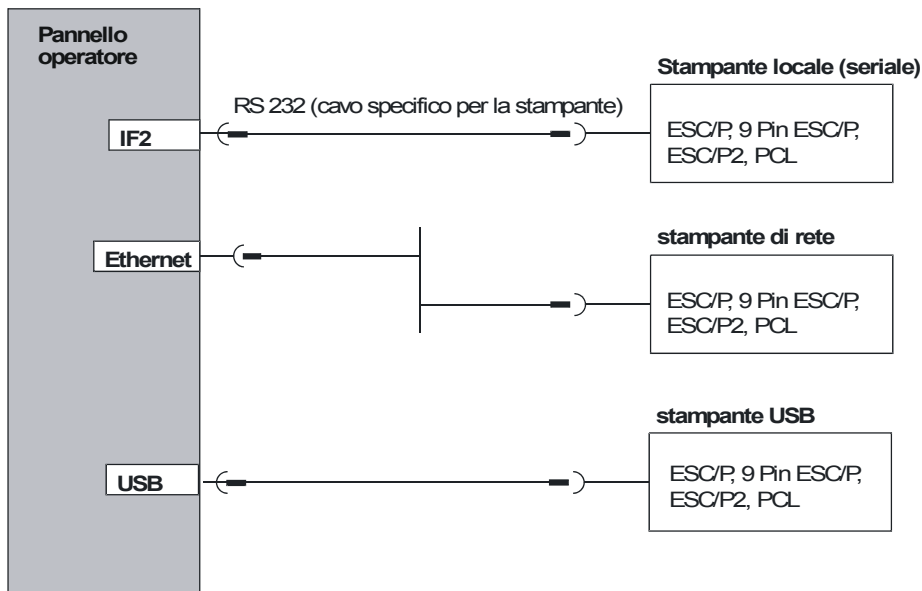 Pannello
operatore
Stampante locale (seriale)
RS 232 (cavo specifico per la stampante)
IF2
ESC/P, 9 Pin ESC/P,
ESC/P2, PCL
stampante di rete
Ethernet
ESC/P, 9 Pin ESC/P,
ESC/P2, PCL
stampante USB
USB
ESC/P, 9 Pin ESC/P,
ESC/P2, PCL